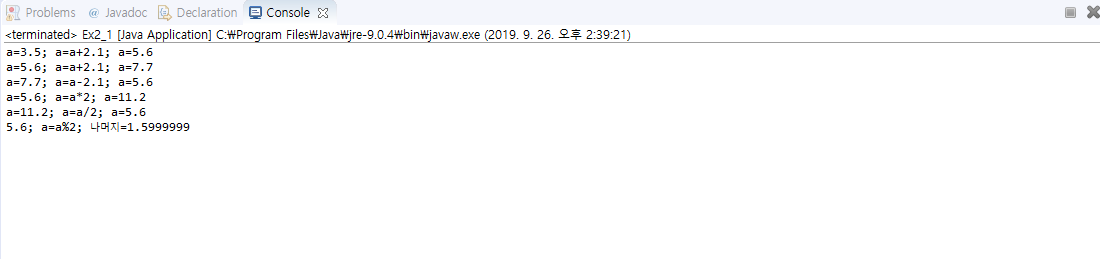 Problems @ Javadoc Declaration Console
<terminated> Ex2_1 [Java Application] C:₩Program Files₩Java₩jre-9.0.4₩bin₩javaw.exe (2019. 9. 26. 오후 2:39:21)
a=3.5; a=a+2.1; a=5.6
a=5.6; a=a+2.1; a=7.7
a=7.7; a=a-2.1; a=5.6
a=5.6; a=a*2; a=11.2
a=11.2; a=a/2; a=5.6
5.6; a=a%2; 나머지=1.5999999